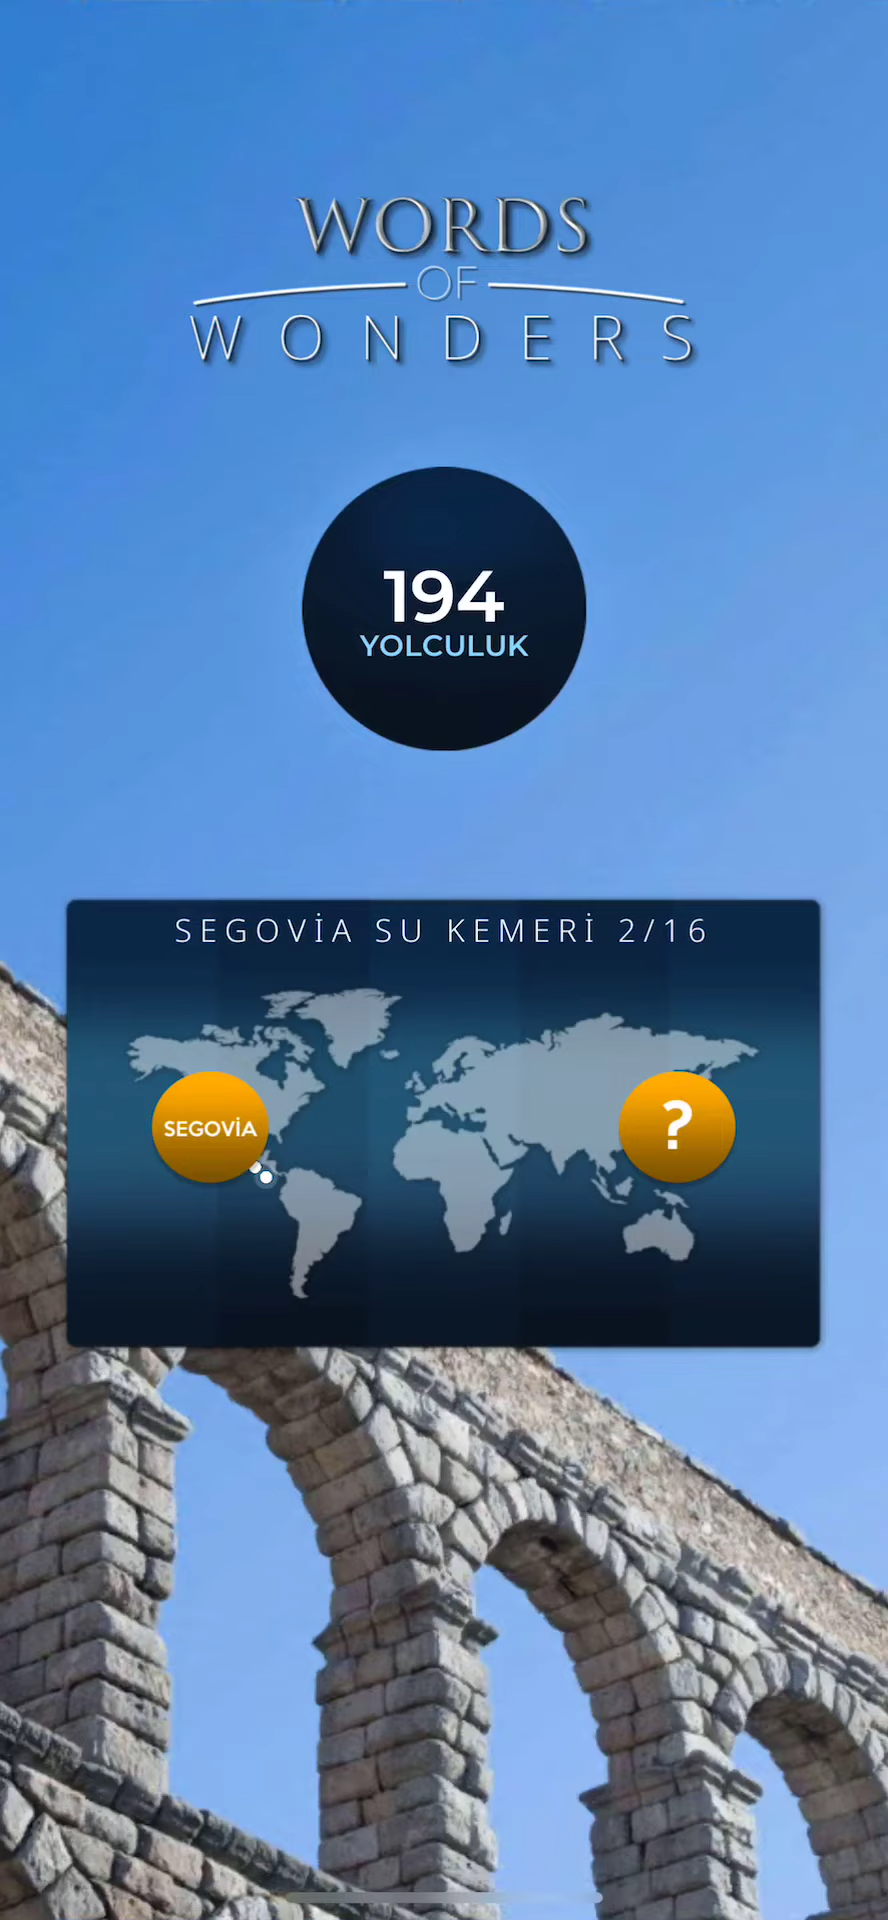 WORDS
OF
WONDERS
194
YOLCULUK
SEGOVİA SU KEMERİ 2/16
SEGOVİA
?